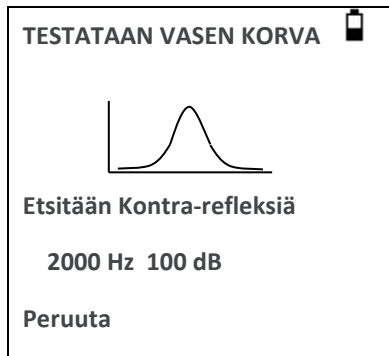 TESTATAAN VASEN KORVA
Etsitään Kontra-refleksiä
2000 Hz 100 dB
Peruuta